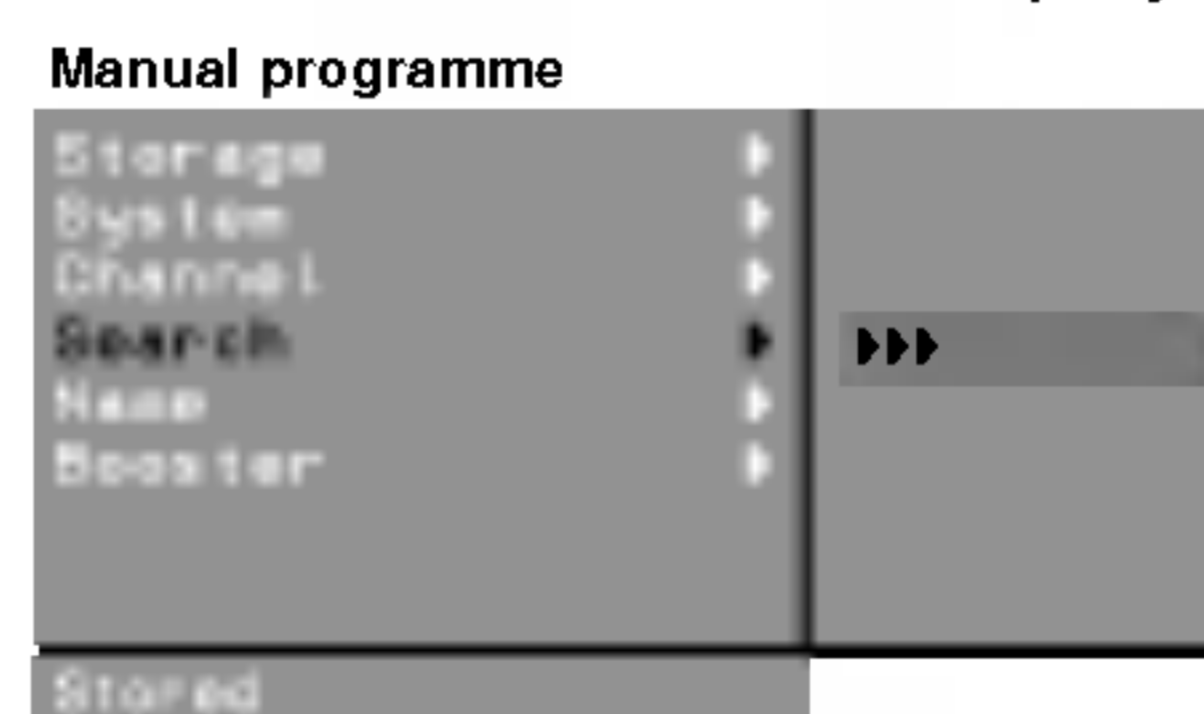 Manual programme
Storage
System
Channel
Search
Name
Booster
Stored